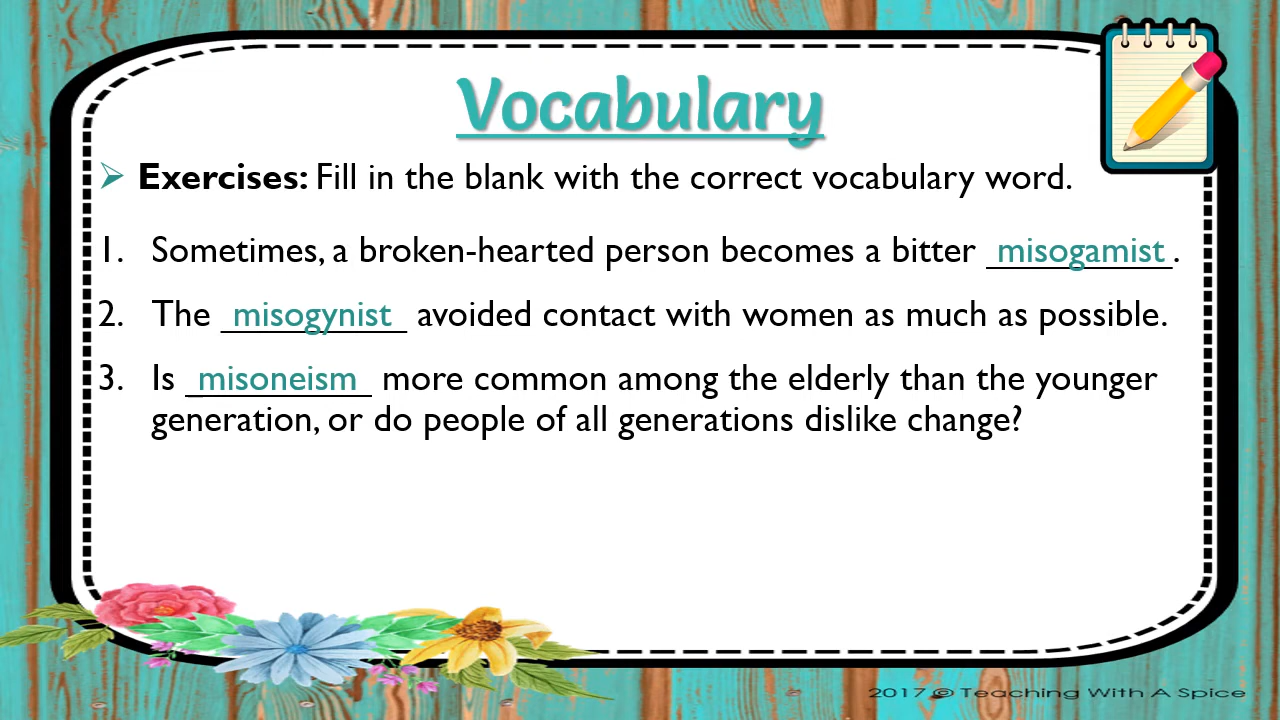 Vocabulary
➢ Exercises: Fill in the blank with the correct vocabulary word.
1. Sometimes, a broken-hearted person becomes a bitter misogamist.
2. The misogynist avoided contact with women as much as possible.
3. Is misoneism more common among the elderly than the younger
generation, or do people of all generations dislike change?
2017 © Teaching With A Spice